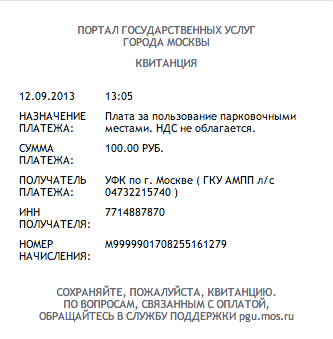 ПОРТАЛ ГОСУДАРСТВЕННЫХ УСЛУГ
ГОРОДА МОСКВЫ
КВИТАНЦИЯ
12.09.2013 13:05
НАЗНАЧЕНИЕ Плата за пользование парковочными
ПЛАТЕЖА: местами. НДС не облагается.
СУММА 100.00 РУБ.
ПЛАТЕЖА:
ПОЛУЧАТЕЛЬ УФК по г. Москве ( ГКУ АМПП л/с
ПЛАТЕЖА: 04732215740 )
ИНН 7714887870
ПОЛУЧАТЕЛЯ:
НОМЕР М9999901708255161279
НАЧИСЛЕНИЯ:
СОХРАНЯЙТЕ, ПОЖАЛУЙСТА, КВИТАНЦИЮ.
ПО ВОПРОСАМ, СВЯЗАННЫМ С ОПЛАТОЙ,
ОБРАЩАЙТЕСЬ В СЛУЖБУ ПОДДЕРЖКИ pgu.mos.ru